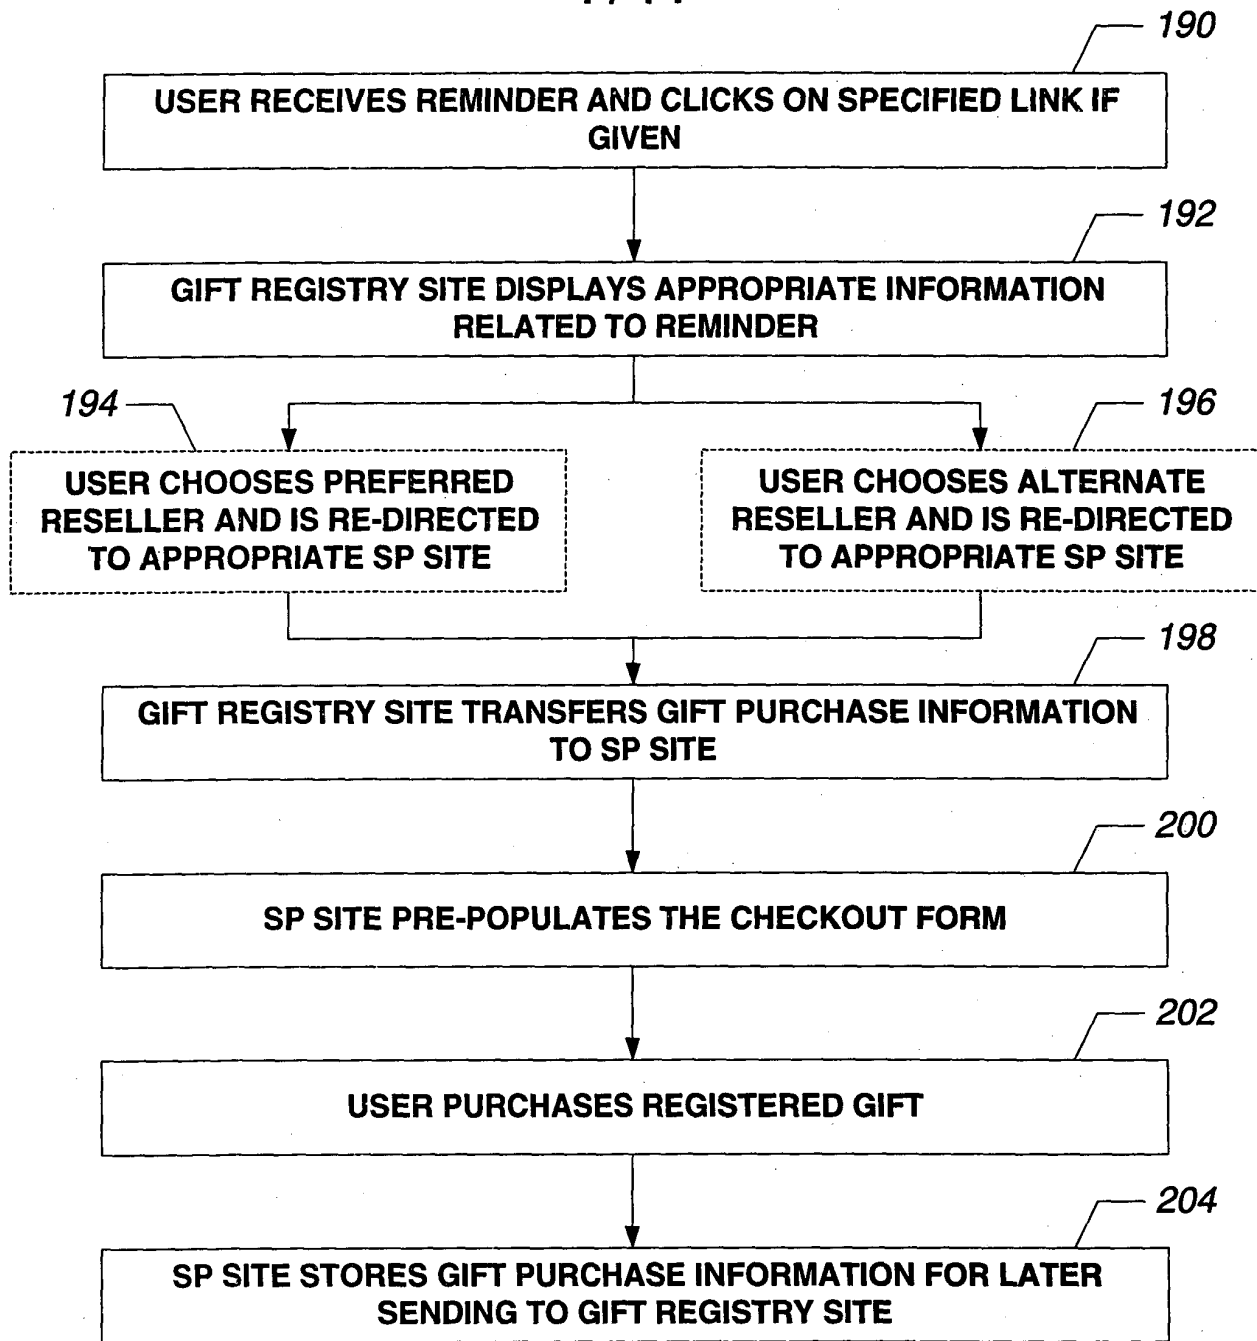 190
USER RECEIVES REMINDER AND CLICKS ON SPECIFIED LINK IF
GIVEN
192
GIFT REGISTRY SITE DISPLAYS APPROPRIATE INFORMATION
RELATED TO REMINDER
194
196
USER CHOOSES PREFERRED
RESELLER AND IS RE-DIRECTED
TO APPROPRIATE SP SITE
USER CHOOSES ALTERNATE
RESELLER AND IS RE-DIRECTED
TO APPROPRIATE SP SITE
198
GIFT REGISTRY SITE TRANSFERS GIFT PURCHASE INFORMATION
TO SP SITE
200
SP SITE PRE-POPULATES THE CHECKOUT FORM
202
USER PURCHASES REGISTERED GIFT
204
SP SITE STORES GIFT PURCHASE INFORMATION FOR LATER
SENDING TO GIFT REGISTRY SITE